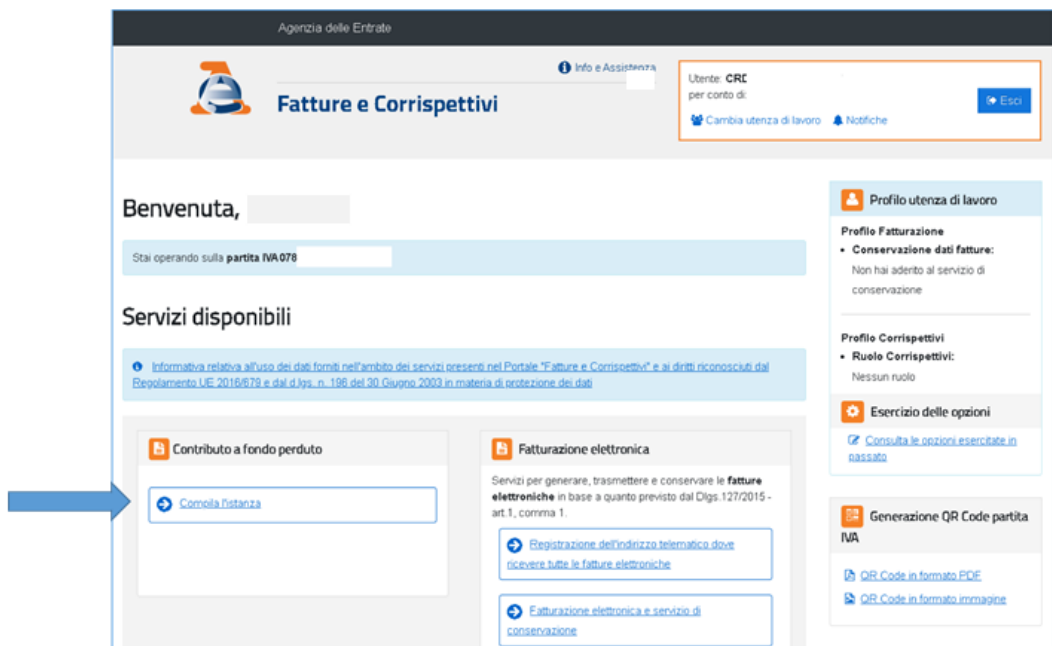 Agenzia delle Entrate
Info e Assistenza
Fatture e Corrispettivi
Utente: CRD
per conto di:
Esci
Cambia utenza di lavoro
Notifiche
Benvenuta,
Stai operando sulla partita IVA 078
Servizi disponibili
Informativa relativa all'uso dei dati forniti nell'ambito dei servizi presenti nel Portale "Fatture e Corrispettivi" e ai diritti riconosciuti dal
Regolamento UE 2016/679 e dal d.lgs. n. 196 del 30 Giugno 2003 in materia di protezione dei dati
Contributo a fondo perduto
Compila l'istanza
Fatturazione elettronica
Servizi per generare, trasmettere e conservare le fatture
elettroniche in base a quanto previsto dal Dlgs.127/2015 -
art.1, comma 1.
Registrazione dell'indirizzo telematico dove
ricevere tutte le fatture elettroniche
Fatturazione elettronica e servizio di
conservazione
Profilo utenza di lavoro
Profilo Fatturazione
Conservazione dati fatture:
Non hai aderito al servizio di
conservazione
Profilo Corrispettivi
Ruolo Corrispettivi:
Nessun ruolo
Esercizio delle opzioni
Consulta le opzioni esercitate in
passato
Generazione QR Code partita
IVA
QR Code in formato PDF
QR Code in formato immagine